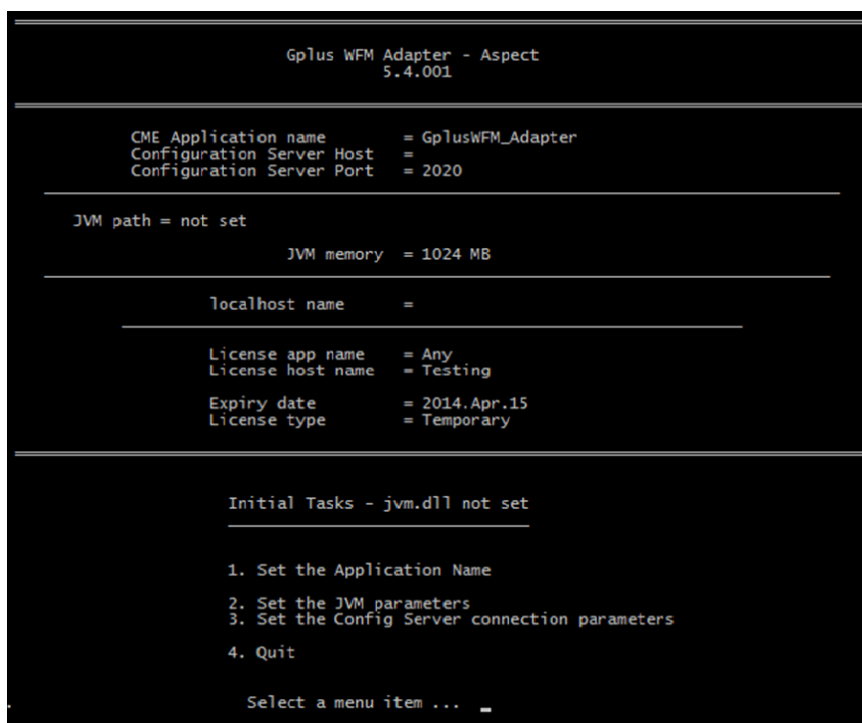 Gplus WFM Adapter - Aspect
5.4.001
CME Application name = GplusWFM_Adapter
Configuration Server Host =
Configuration Server Port = 2020
JVM path = not set
JVM memory = 1024 MB
localhost name =
License app name = Any
License host name = Testing
Expiry date = 2014.Apr.15
License type = Temporary
Initial Tasks - jvm.dll not set
1. Set the Application Name
2. Set the JVM parameters
3. Set the Config Server connection parameters
4. Quit
Select a menu item ... _